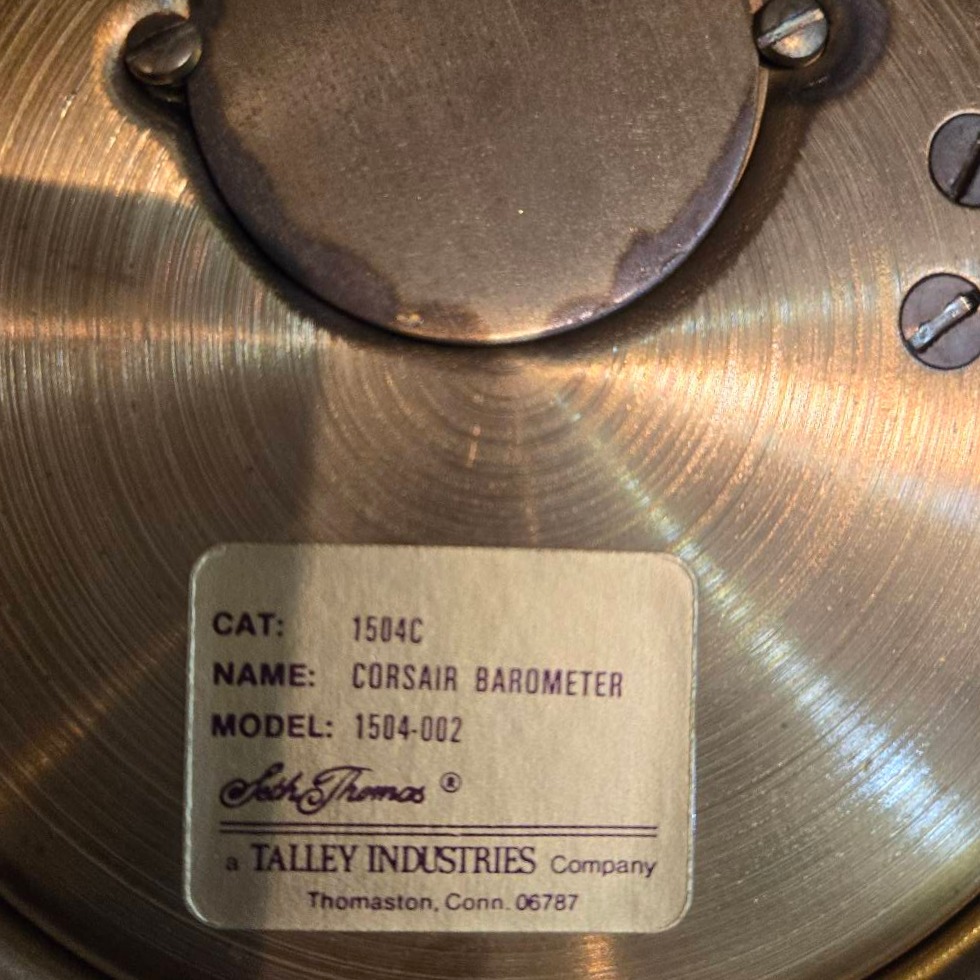 CAT: 1504C
NAME: CORSAIR BAROMETER
MODEL: 1504-002
Seth Thomas ®
a TALLEY INDUSTRIES Company
Thomaston, Conn. 06787